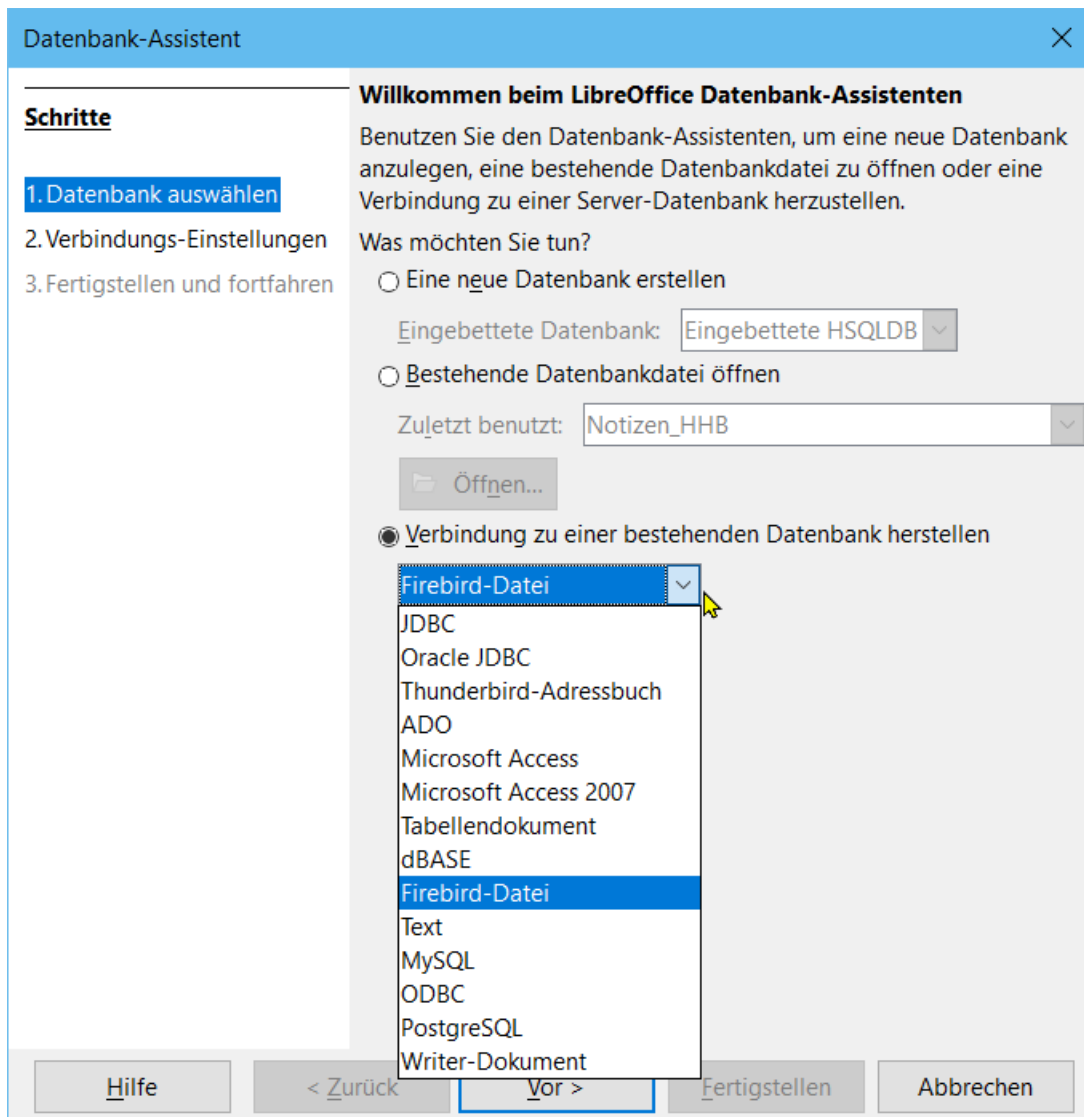 Datenbank-Assistent
Schritte
1. Datenbank auswählen
2. Verbindungs-Einstellungen
3. Fertigstellen und fortfahren
Willkommen beim LibreOffice Datenbank-Assistenten
Benutzen Sie den Datenbank-Assistenten, um eine neue Datenbank
anzulegen, eine bestehende Datenbankdatei zu öffnen oder eine
Verbindung zu einer Server-Datenbank herzustellen.
Was möchten Sie tun?
Eine neue Datenbank erstellen
Eingebettete Datenbank: Eingebettete HSQLDB
Bestehende Datenbankdatei öffnen
Zuletzt benutzt: Notizen_HHB
Öffnen...
Verbindung zu einer bestehenden Datenbank herstellen
Firebird-Datei
JDBC
Oracle JDBC
Thunderbird-Adressbuch
ADO
Microsoft Access
Microsoft Access 2007
Tabellendokument
dBASE
Firebird-Datei
Text
MySQL
ODBC
PostgreSQL
Writer-Dokument
Hilfe < Zurück Vor > Fertigstellen Abbrechen